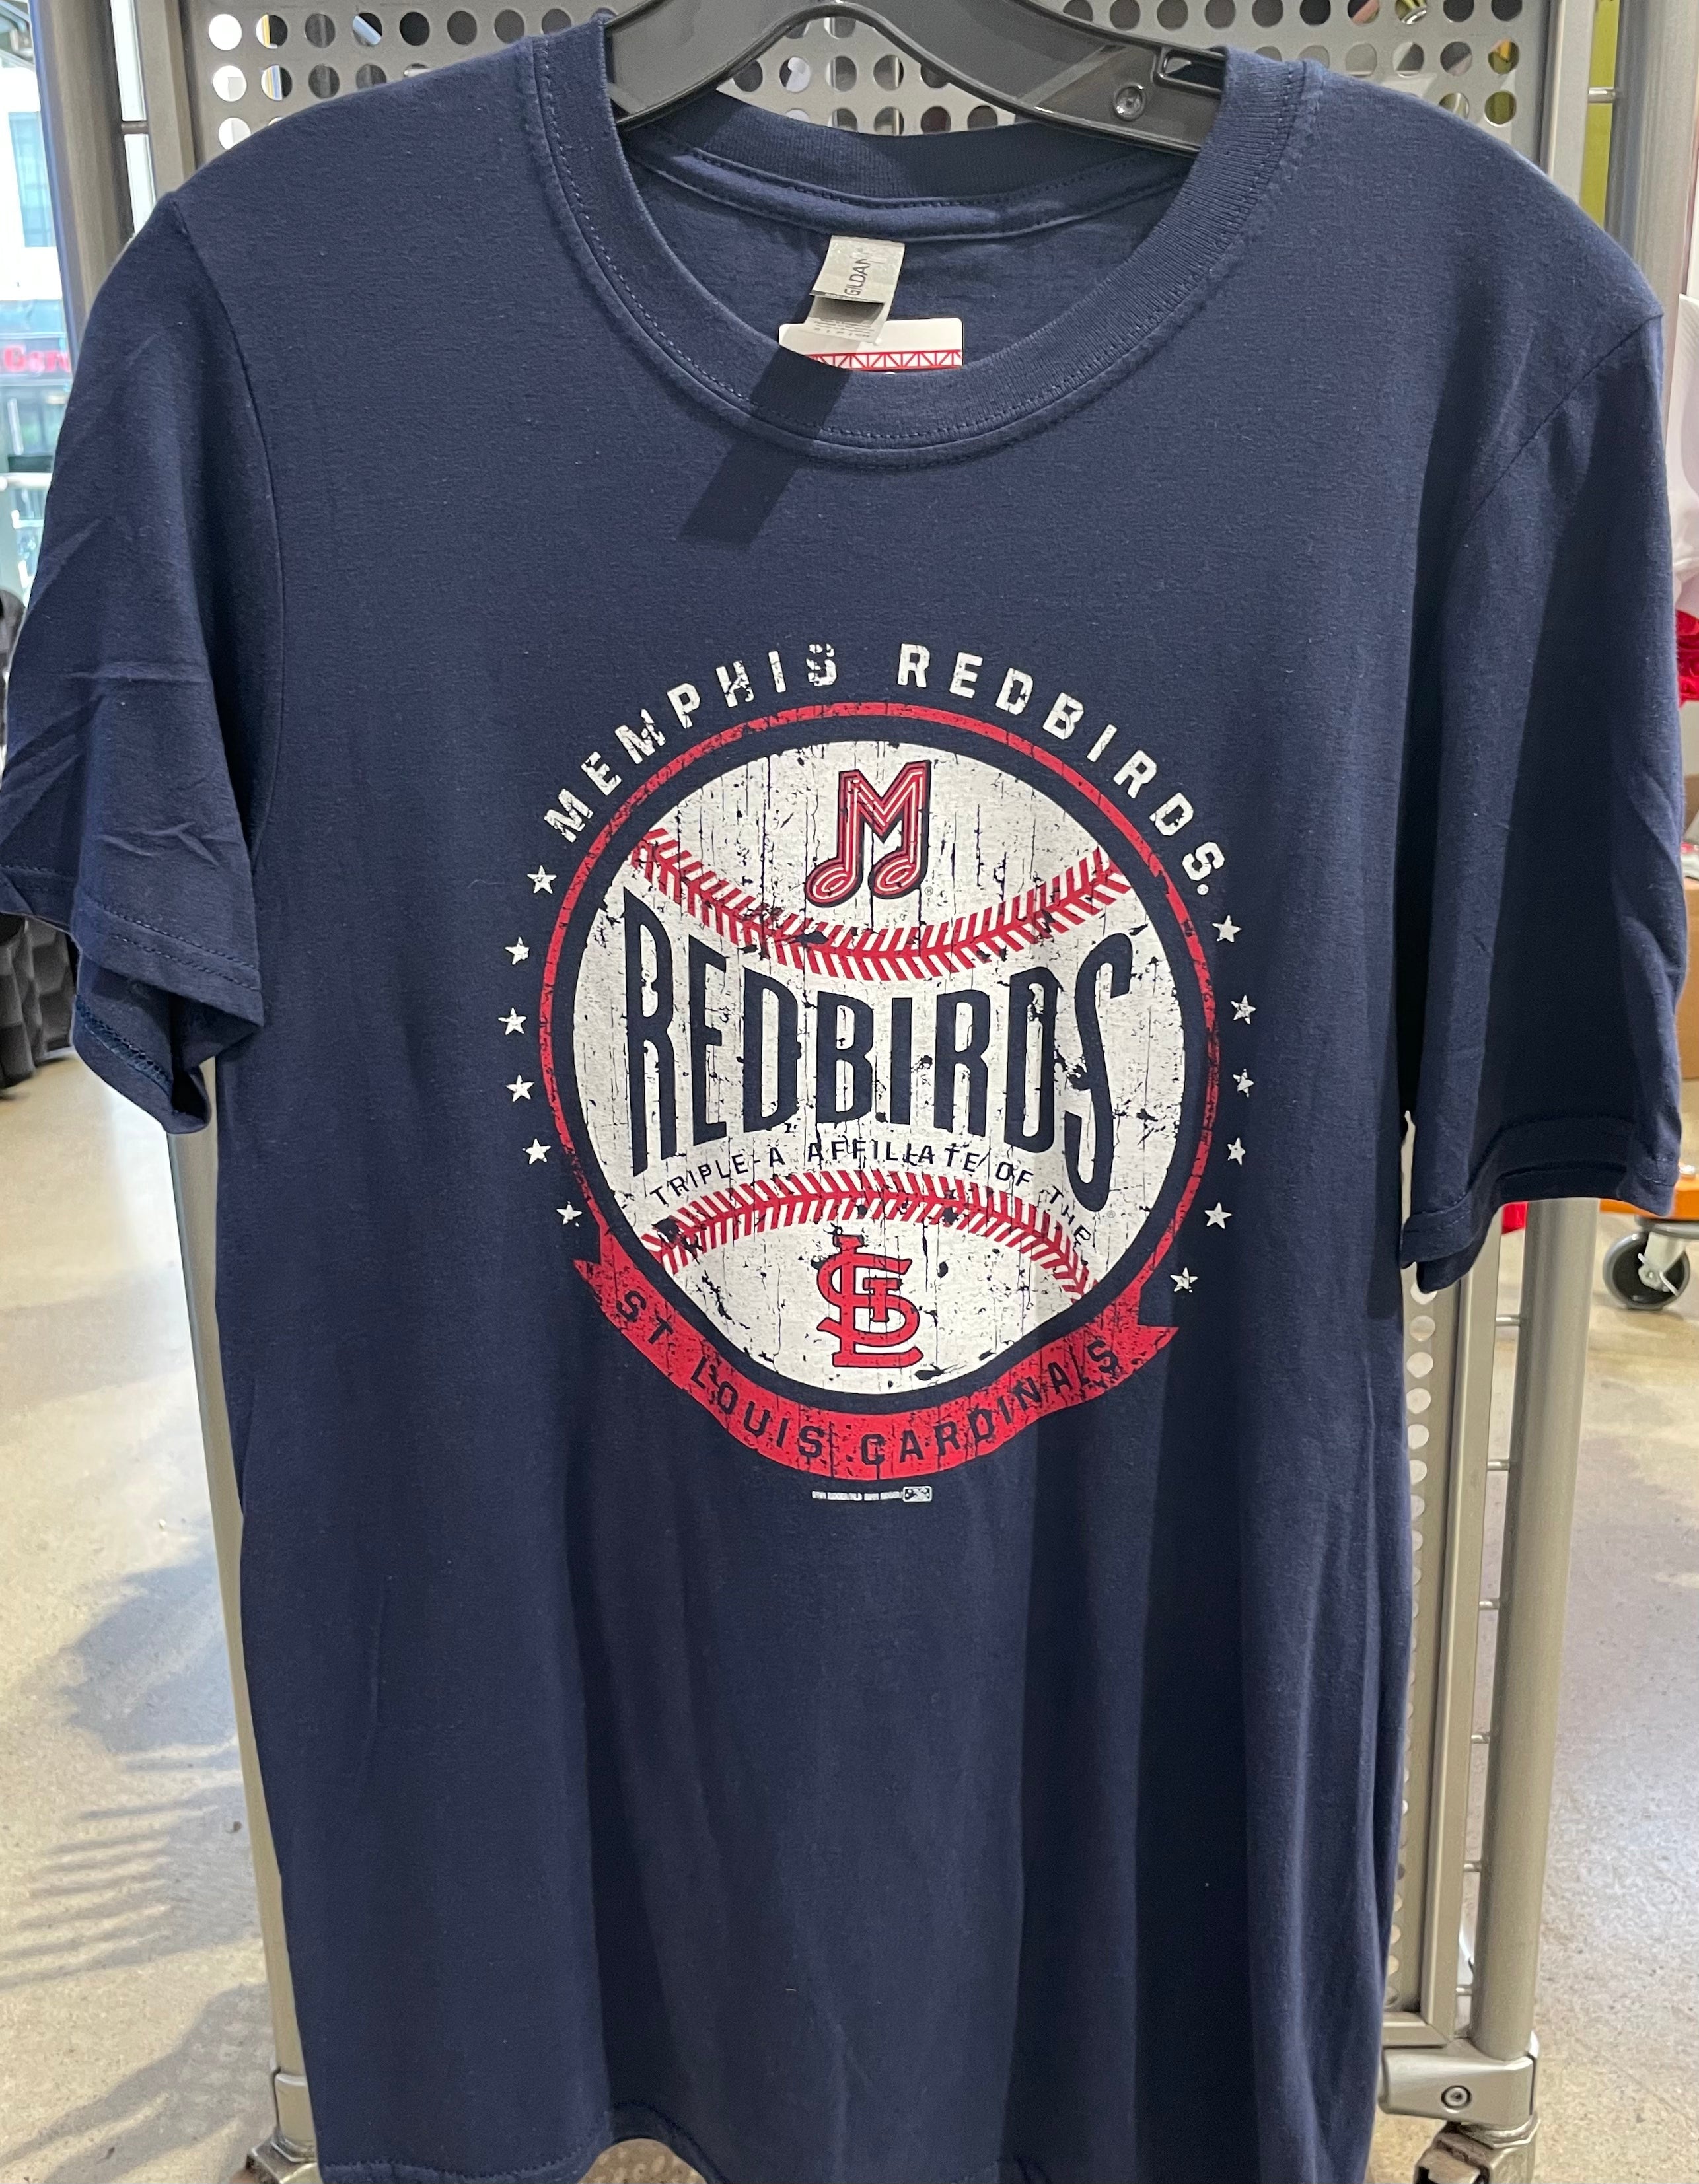 GILDAN
MEMPHIS REDBIRDS
M
REDBIRDS
TRIPLE-A AFFILIATE OF THE
STL
ST. LOUIS CARDINALS